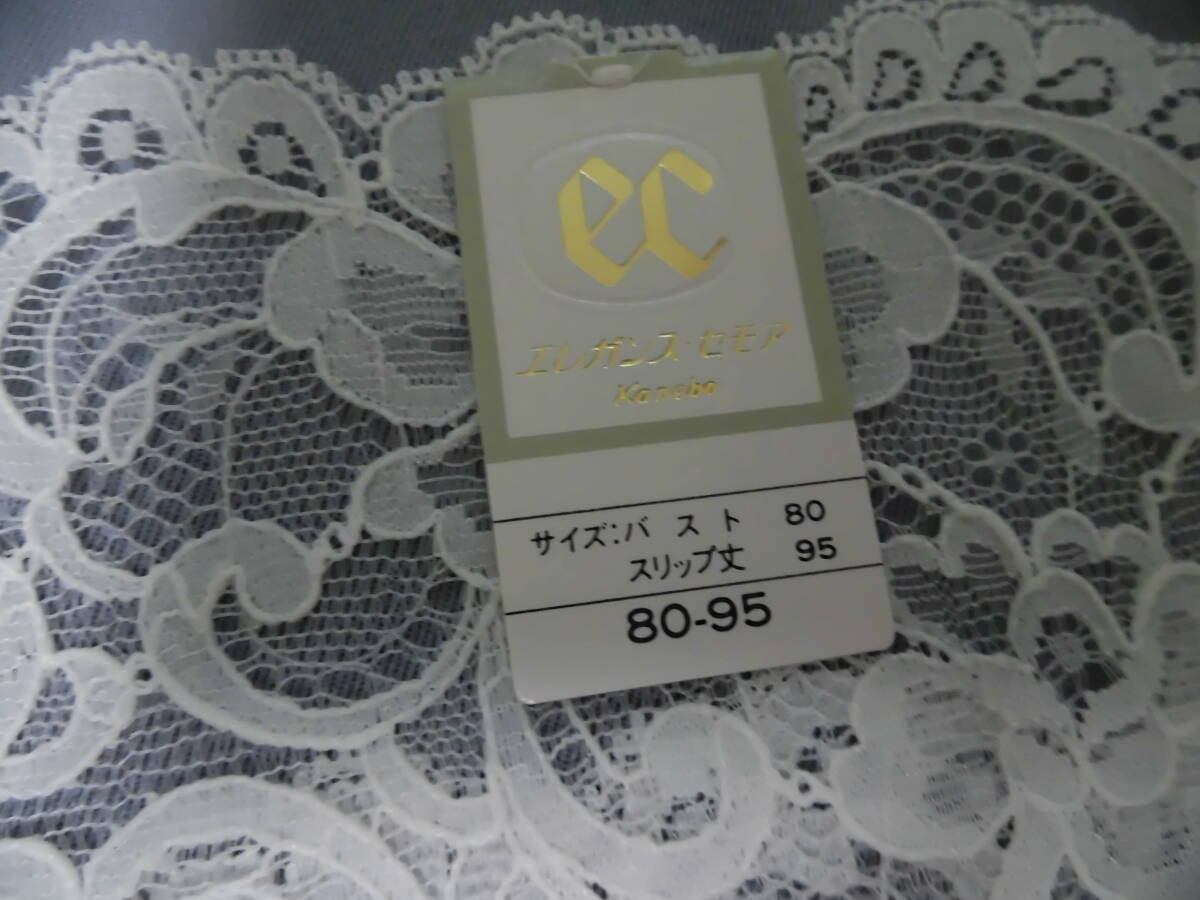 ec
エレガンス・セモア
Kanebo
サイズ:バスト 80
スリップ丈 95
80-95